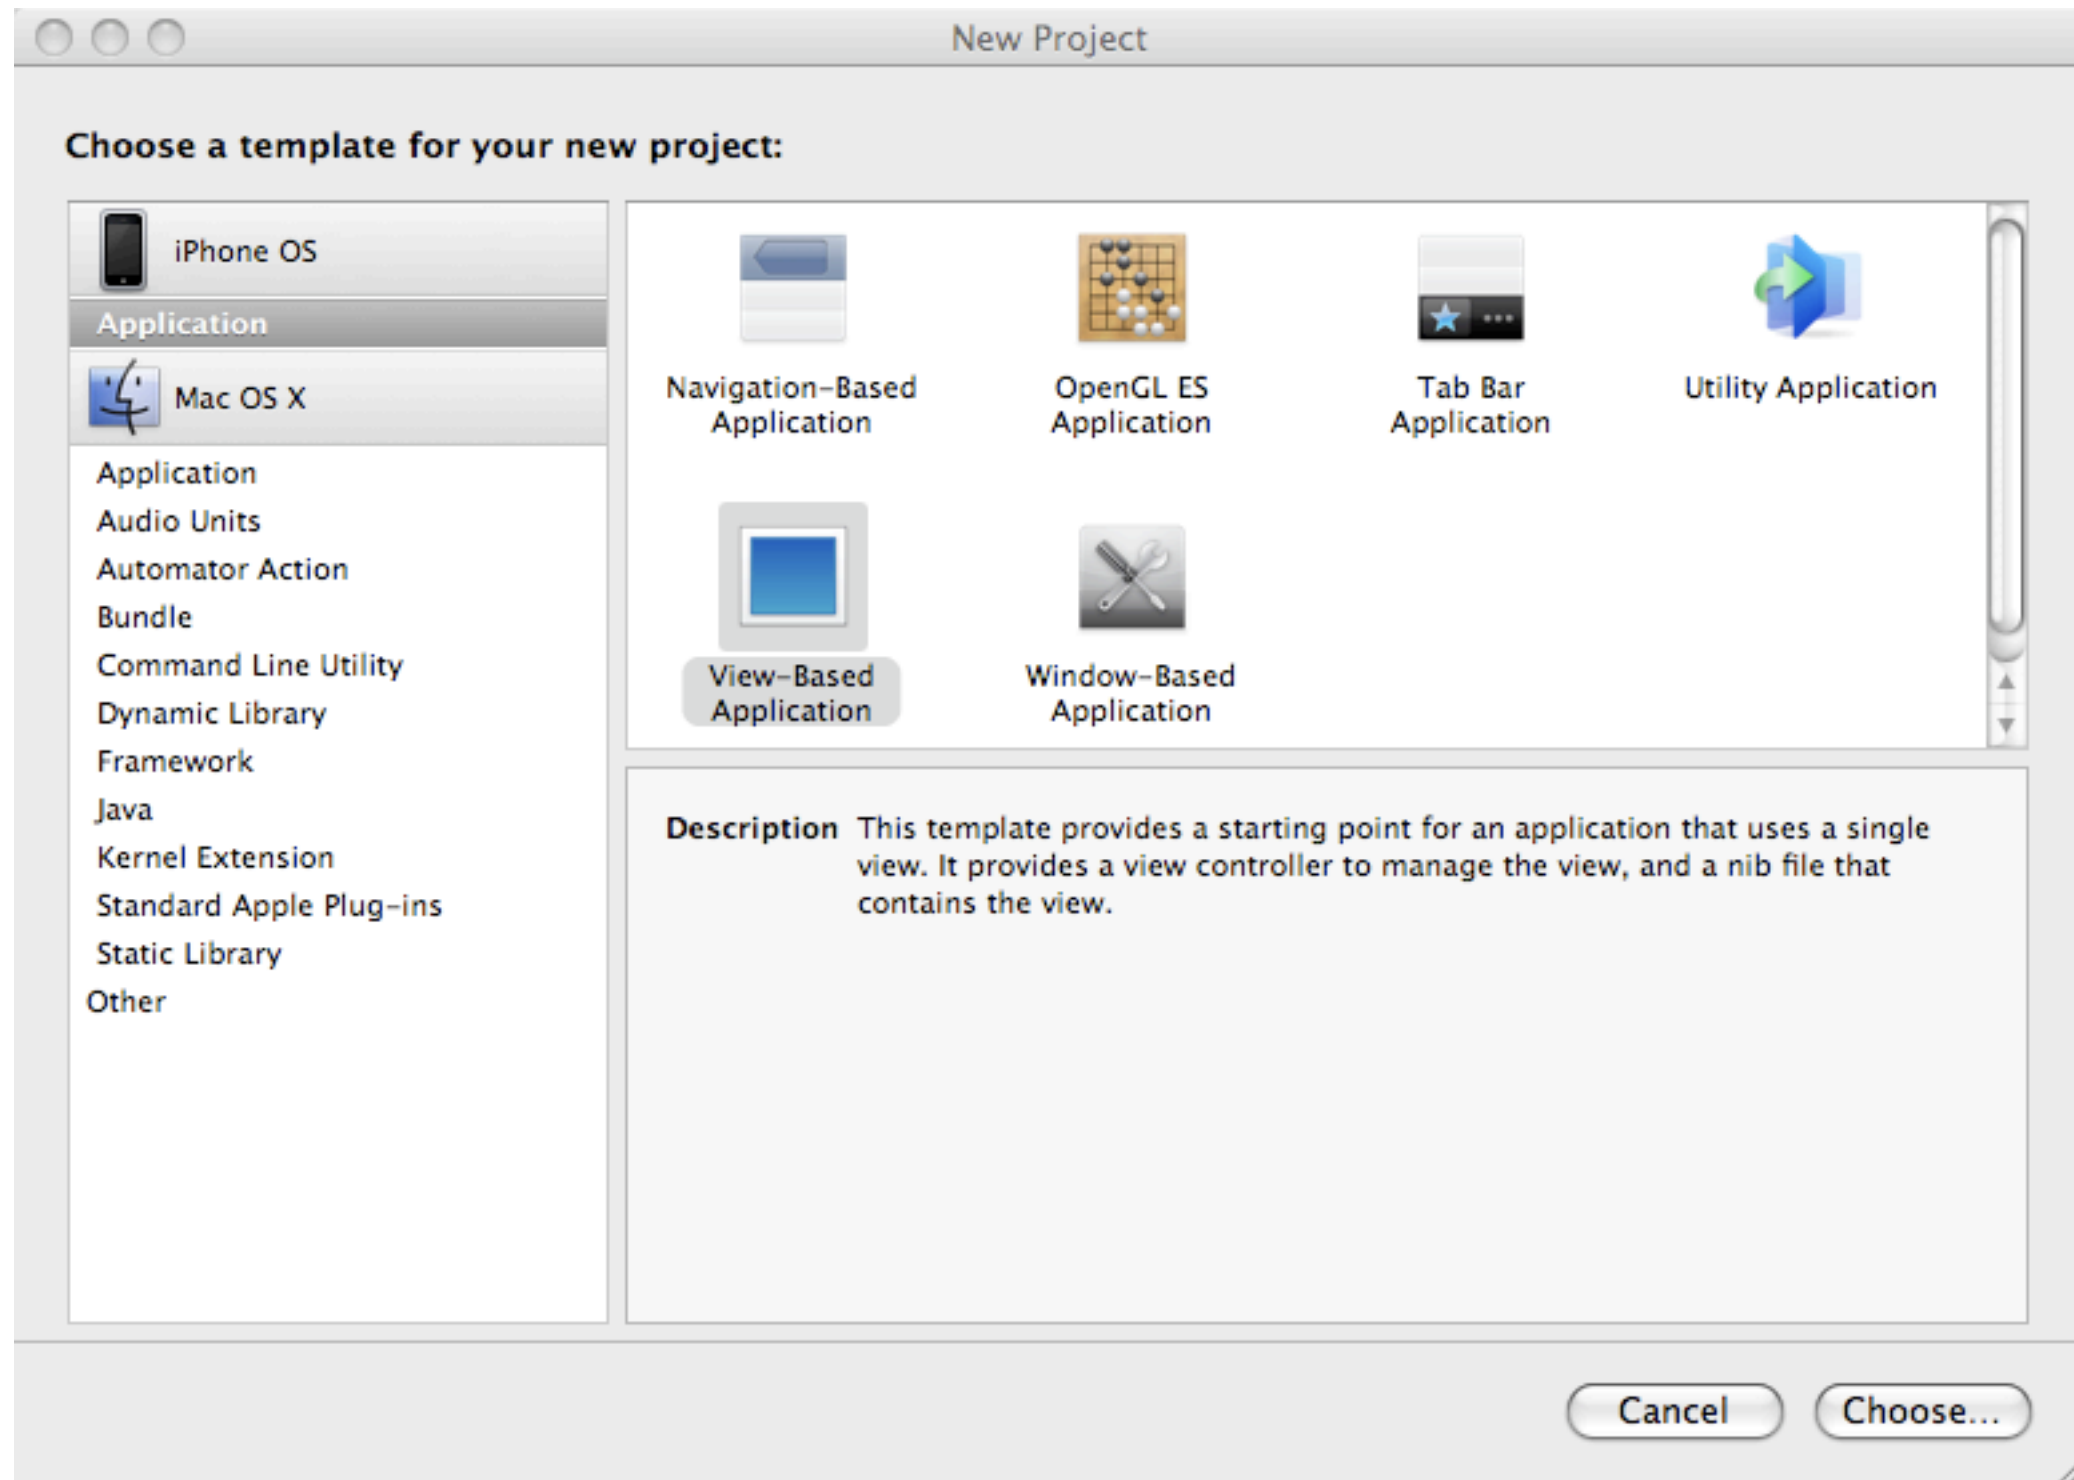 New Project
Choose a template for your new project:
iPhone OS
Application
Mac OS X
Application
Audio Units
Automator Action
Bundle
Command Line Utility
Dynamic Library
Framework
Java
Kernel Extension
Standard Apple Plug-ins
Static Library
Other
Navigation-Based
Application
OpenGL ES
Application
Tab Bar
Application
Utility Application
View-Based
Application
Window-Based
Application
Description This template provides a starting point for an application that uses a single
view. It provides a view controller to manage the view, and a nib file that
contains the view.
Cancel
Choose...